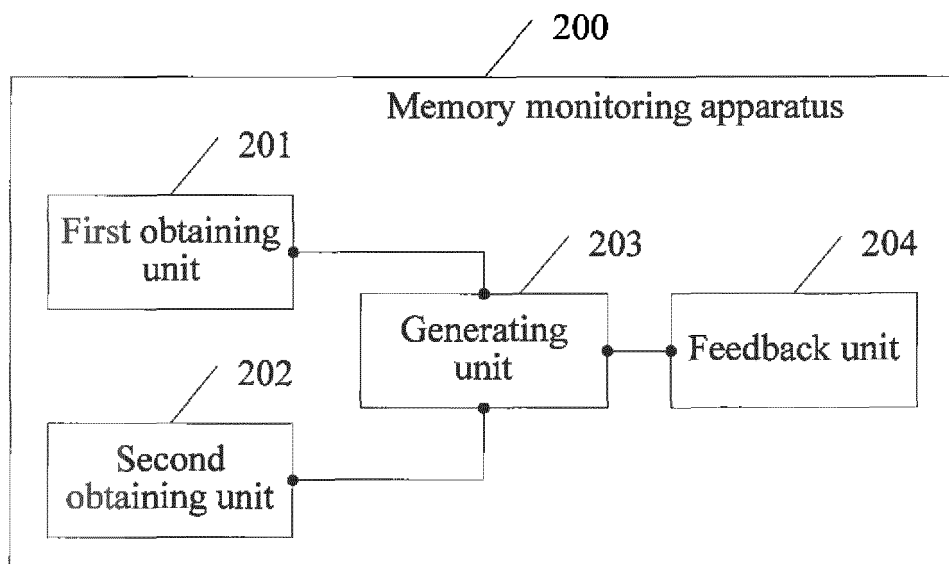 200
Memory monitoring apparatus
201
First obtaining
unit
203
Generating
unit
204
Feedback unit
202
Second
obtaining unit